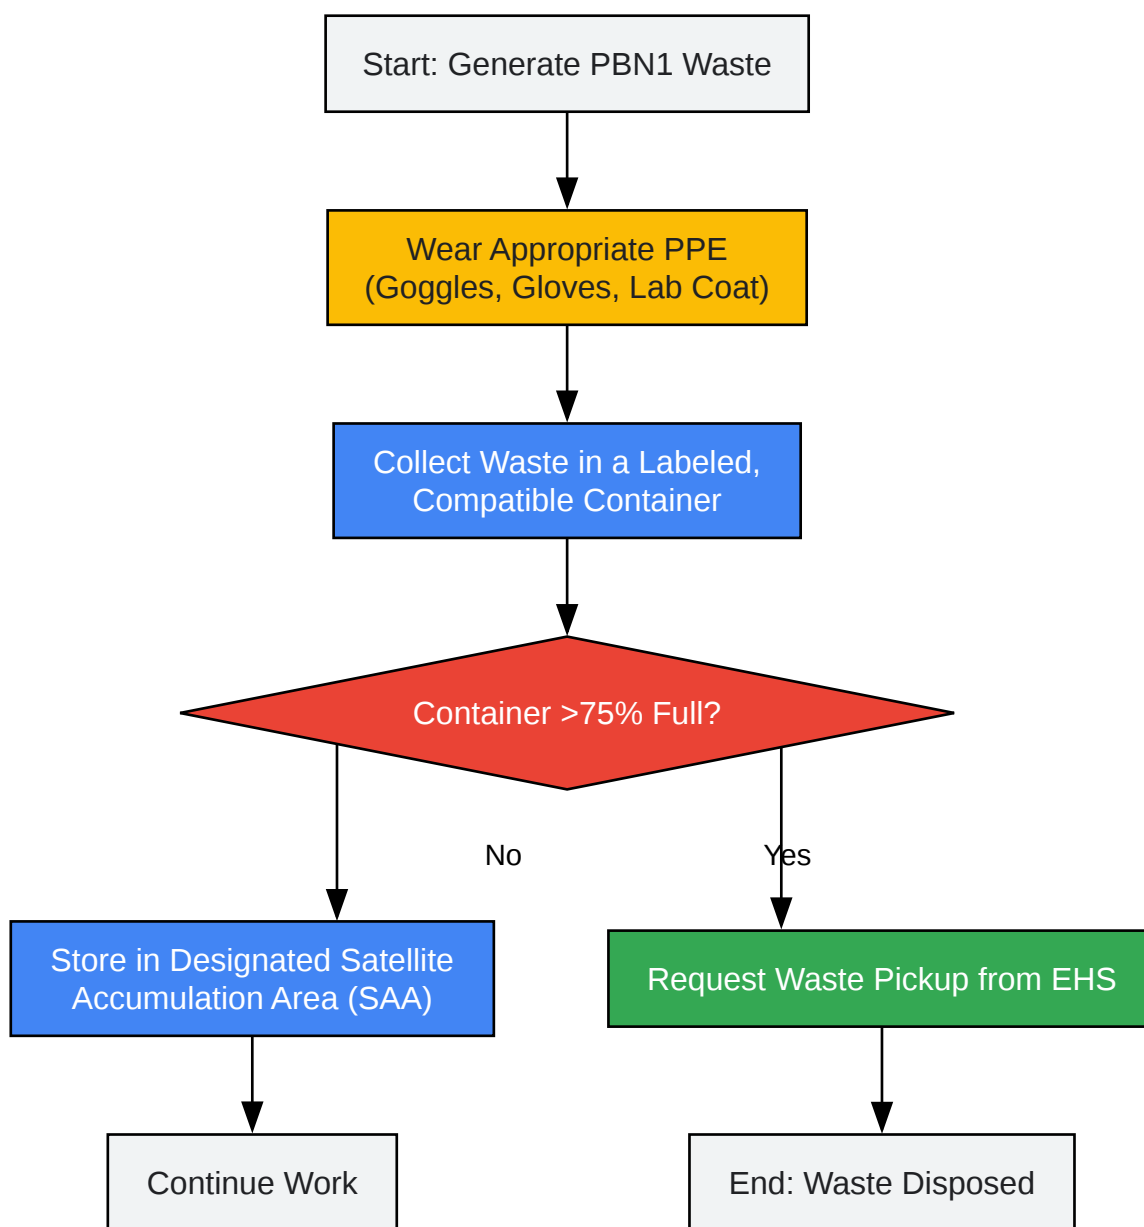 Start: Generate PBN1 Waste
Wear Appropriate PPE
(Goggles, Gloves, Lab Coat)
Collect Waste in a Labeled,
Compatible Container
Container >75% Full?
No
Yes
Store in Designated Satellite
Accumulation Area (SAA)
Request Waste Pickup from EHS
Continue Work
End: Waste Disposed